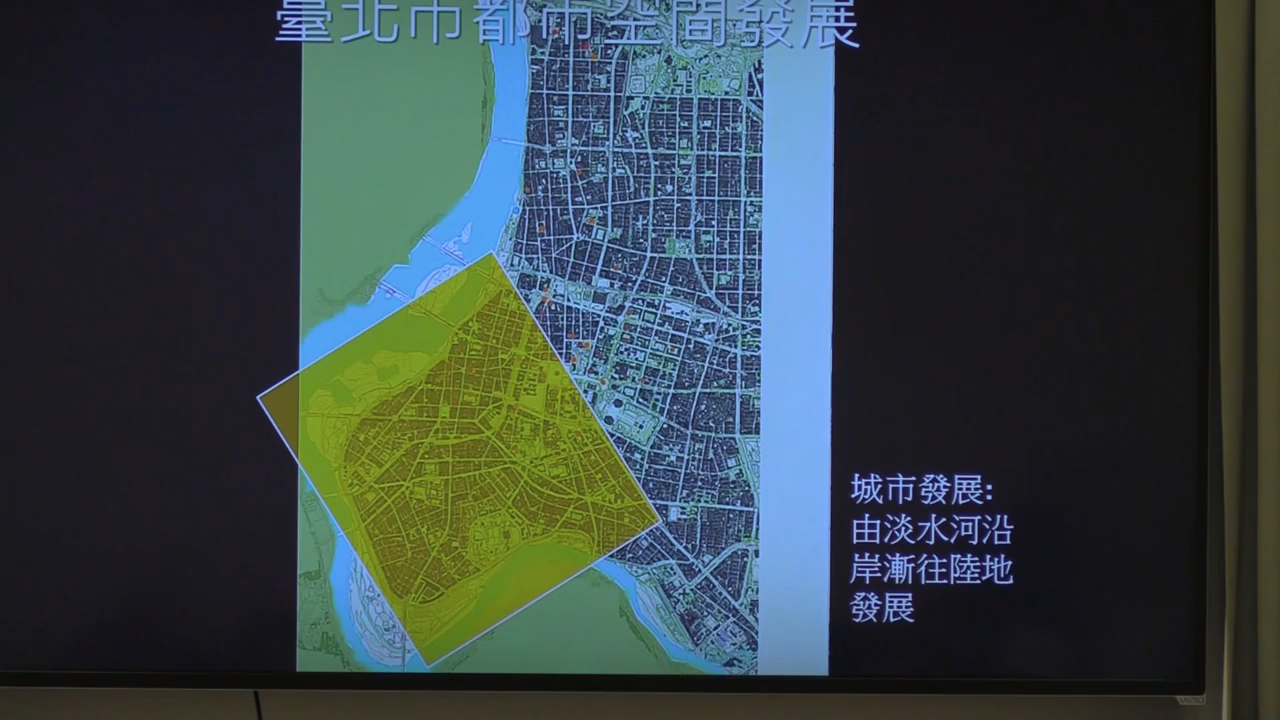 臺北市都市空間發展
城市發展:
由淡水河沿
岸漸往陸地
發展